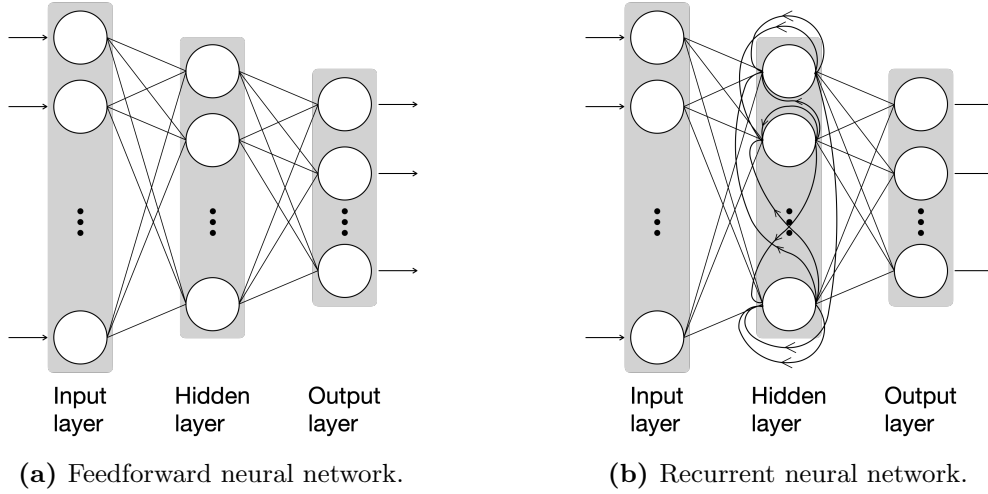 Input
layer
Hidden
layer
Output
layer
(a) Feedforward neural network.
Input
layer
Hidden
layer
Output
layer
(b) Recurrent neural network.